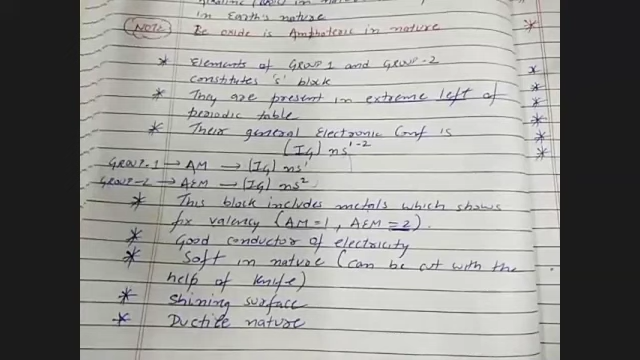 in Earth's nature
NOTE: Be oxide is Amphoteric in nature
* Elements of GROUP-1 and GROUP-2
constitutes 's' block
* They are present in extreme left of
periodic table
* Their general Electronic Conf is
(IG) ns¹⁻²
GROUP-1 → AM → (IG) ns¹
GROUP-2 → AEM → (IG) ns²
* This block includes metals which shows
fix valency (AM=1, AEM=2).
* Good conductor of electricity
* Soft in nature (can be cut with the
help of knife)
* Shining surface
* Ductile nature